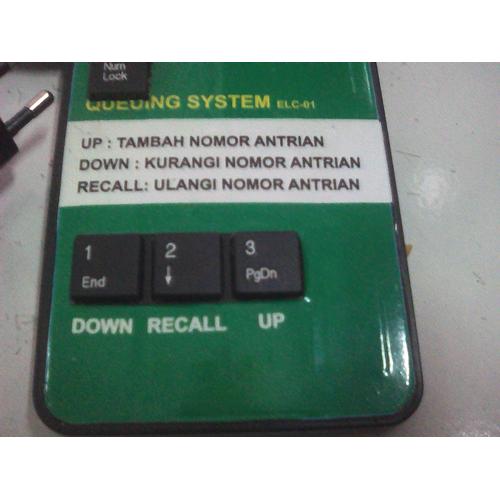 Num
Lock
QUEUING SYSTEM ELC-01
UP : TAMBAH NOMOR ANTRIAN
DOWN : KURANGI NOMOR ANTRIAN
RECALL: ULANGI NOMOR ANTRIAN
1 2 3
End ↓ PgDn
DOWN RECALL UP